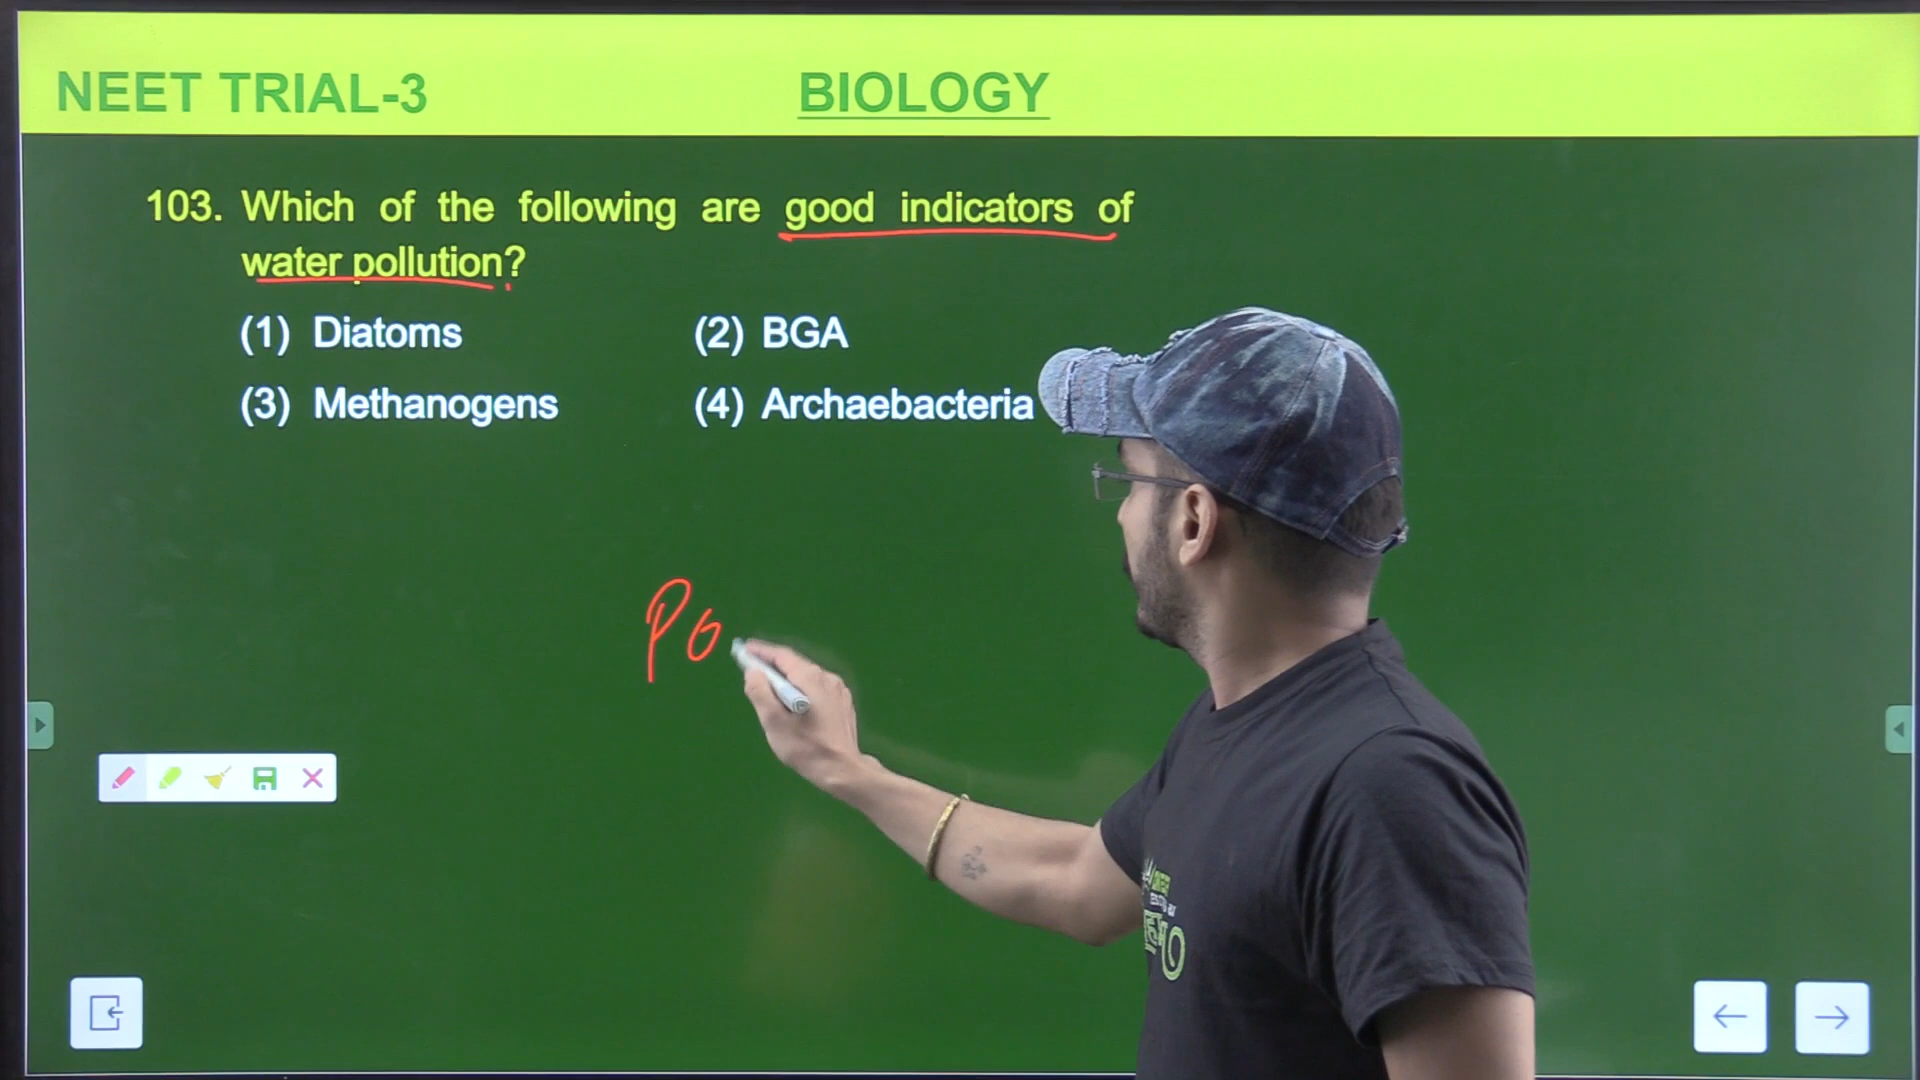 NEET TRIAL-3
BIOLOGY
103. Which of the following are good indicators of
water pollution?
(1) Diatoms
(2) BGA
(3) Methanogens
(4) Archaebacteria
Po